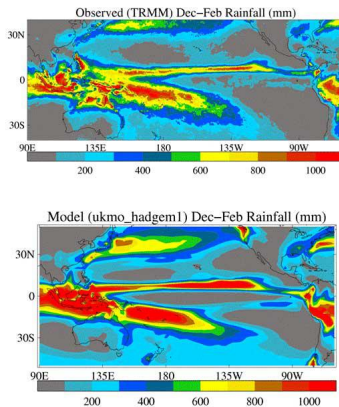 Observed (TRMM) Dec-Feb Rainfall (mm)
30N
0
30S
90E 135E 180 135W 90W
200 400 600 800 1000
Model (ukmo_hadgem1) Dec-Feb Rainfall (mm)
30N
0
30S
90E 135E 180 135W 90W
200 400 600 800 1000